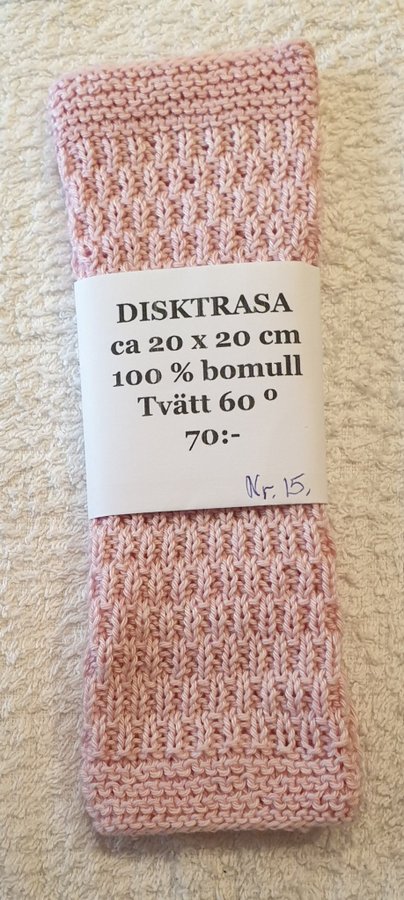 DISKTRASA
ca 20 x 20 cm
100 % bomull
Tvätt 60 º
70:-
Nr. 15.